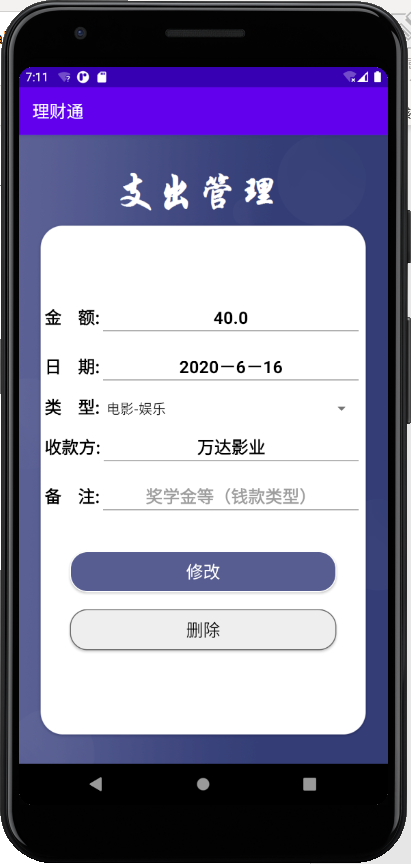 7:11
理财通
支出管理
金 额: 40.0
日 期: 2020－6－16
类 型: 电影-娱乐
收款方: 万达影业
备 注: 奖学金等（钱款类型）
修改
删除